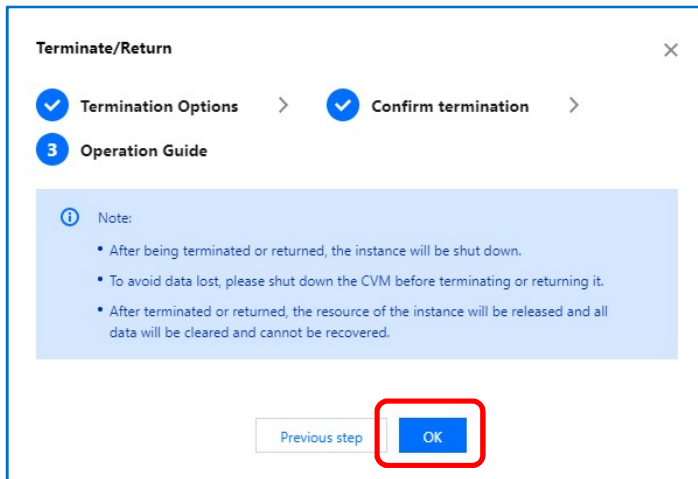 Terminate/Return
Termination Options
Confirm termination
3 Operation Guide
Note:
• After being terminated or returned, the instance will be shut down.
• To avoid data lost, please shut down the CVM before terminating or returning it.
• After terminated or returned, the resource of the instance will be released and all
data will be cleared and cannot be recovered.
Previous step
OK